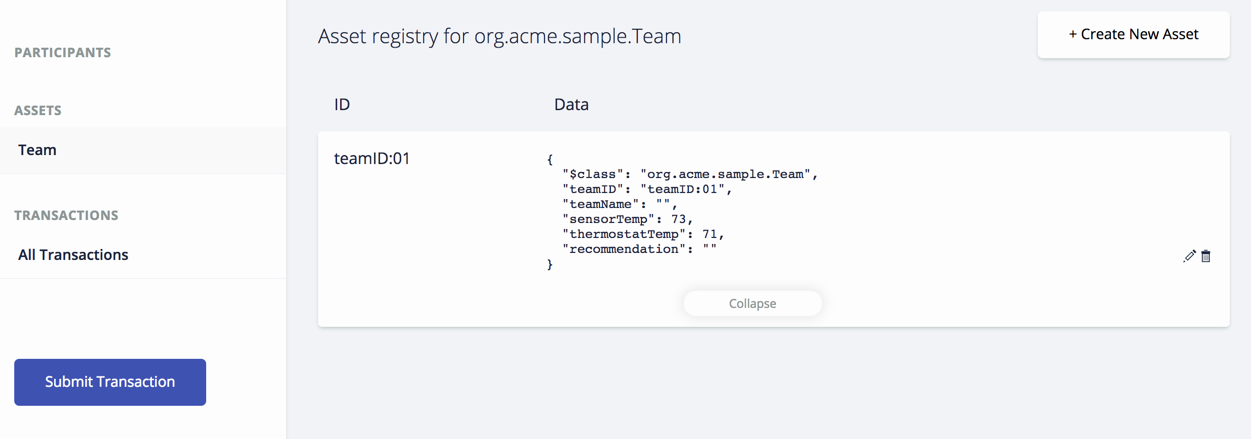 PARTICIPANTS
ASSETS
Team
TRANSACTIONS
All Transactions
Submit Transaction
Asset registry for org.acme.sample.Team
+ Create New Asset
ID Data
teamID:01
{
"$class": "org.acme.sample.Team",
"teamID": "teamID:01",
"teamName": "",
"sensorTemp": 73,
"thermostatTemp": 71,
"recommendation": ""
}
Collapse